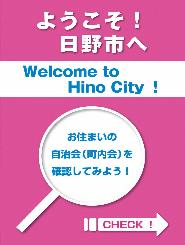 ようこそ！
日野市へ
Welcome to
Hino City !
お住まいの
自治会(町内会)を
確認してみよう！
CHECK !